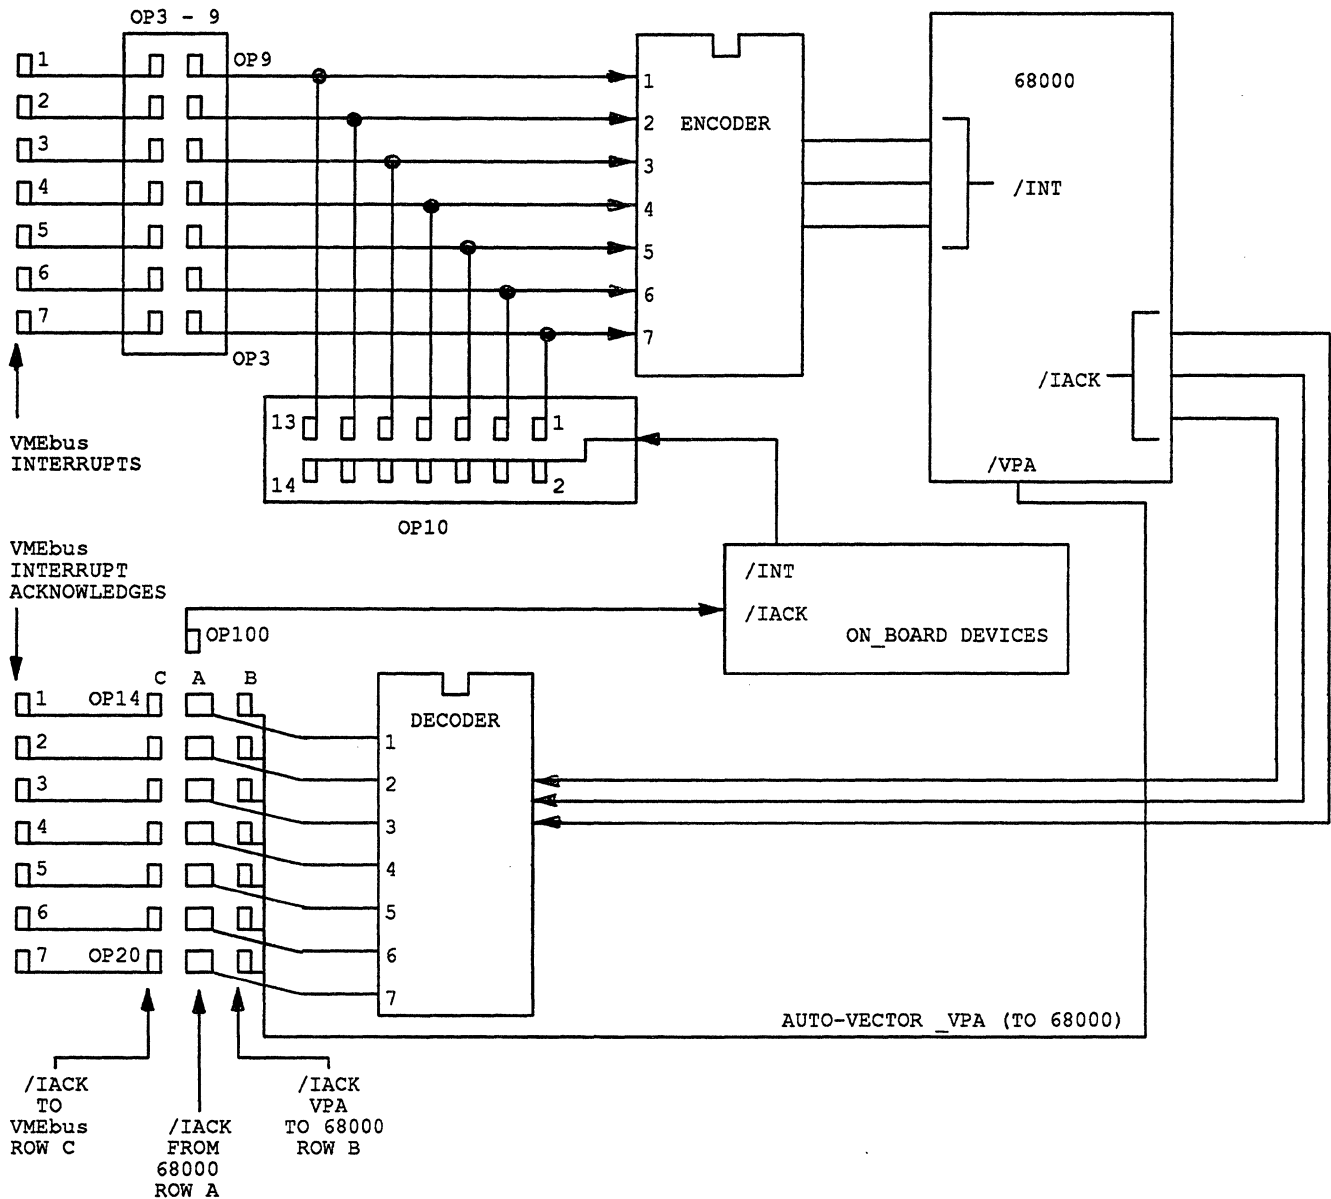 OP3 - 9
1
2
3
4
5
6
7
OP9
OP3
VMEbus
INTERRUPTS
1
2
3
4
5
6
7
ENCODER
68000
/INT
/IACK
/VPA
13
1
14
2
OP10
/INT
/IACK
ON_BOARD DEVICES
VMEbus
INTERRUPT
ACKNOWLEDGES
OP100
C A B
1 OP14
2
3
4
5
6
7 OP20
DECODER
1
2
3
4
5
6
7
AUTO-VECTOR _VPA (TO 68000)
/IACK
TO
VMEbus
ROW C
/IACK
FROM
68000
ROW A
/IACK
VPA
TO 68000
ROW B